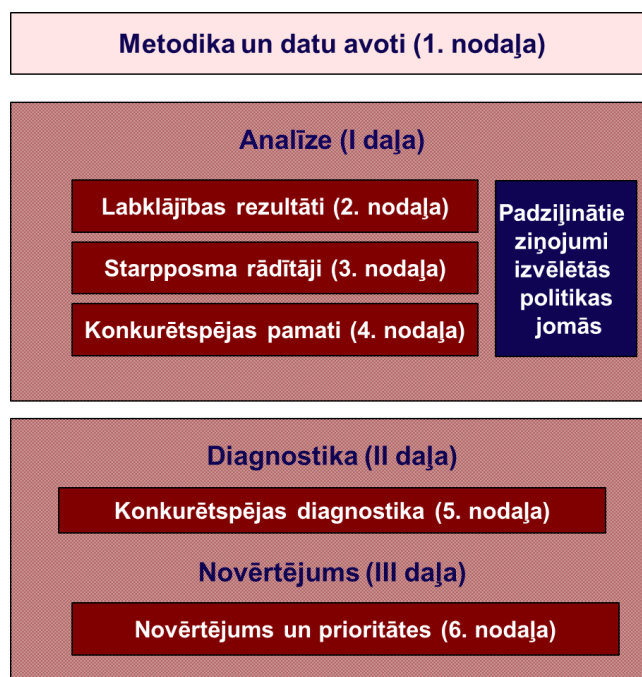 Metodika un datu avoti (1. nodaļa)
Analīze (I daļa)
Labklājības rezultāti (2. nodaļa)
Starpposma rādītāji (3. nodaļa)
Konkurētspējas pamati (4. nodaļa)
Padziļinātie
ziņojumi
izvēlētās
politikas
jomās
Diagnostika (II daļa)
Konkurētspējas diagnostika (5. nodaļa)
Novērtējums (III daļa)
Novērtējums un prioritātes (6. nodaļa)